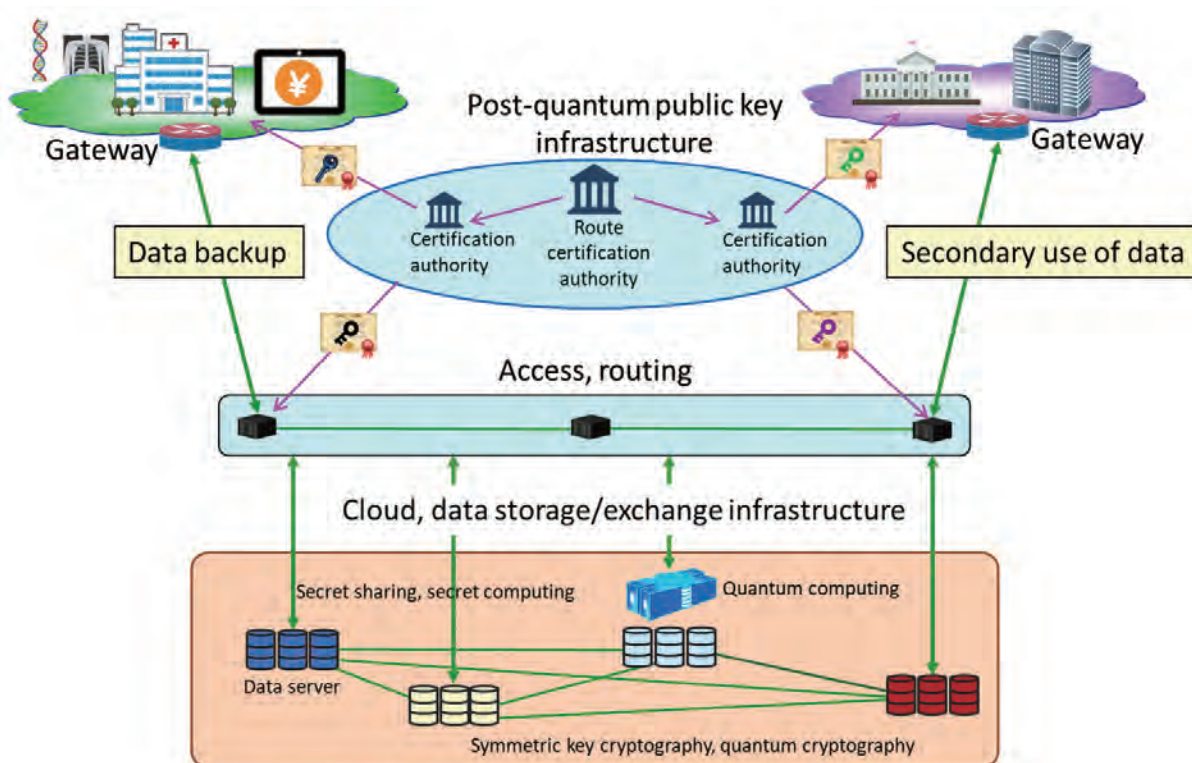 ¥
Gateway
Post-quantum public key
infrastructure
Gateway
Certification
authority
Route
certification
authority
Certification
authority
Data backup
Secondary use of data
Access, routing
Cloud, data storage/exchange infrastructure
Secret sharing, secret computing
Quantum computing
Data server
Symmetric key cryptography, quantum cryptography